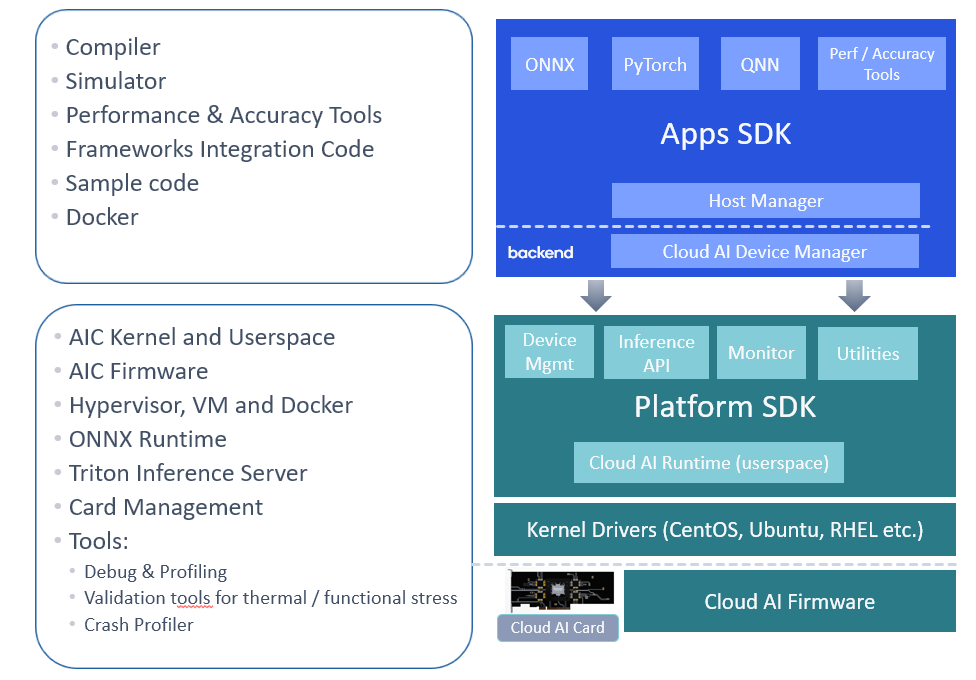 • Compiler
• Simulator
• Performance & Accuracy Tools
• Frameworks Integration Code
• Sample code
• Docker
ONNX
PyTorch
QNN
Perf / Accuracy
Tools
Apps SDK
Host Manager
backend
Cloud AI Device Manager
• AIC Kernel and Userspace
• AIC Firmware
• Hypervisor, VM and Docker
• ONNX Runtime
• Triton Inference Server
• Card Management
• Tools:
• Debug & Profiling
• Validation tools for thermal / functional stress
• Crash Profiler
Device
Mgmt
Inference
API
Monitor
Utilities
Platform SDK
Cloud AI Runtime (userspace)
Kernel Drivers (CentOS, Ubuntu, RHEL etc.)
Cloud AI Card
Cloud AI Firmware